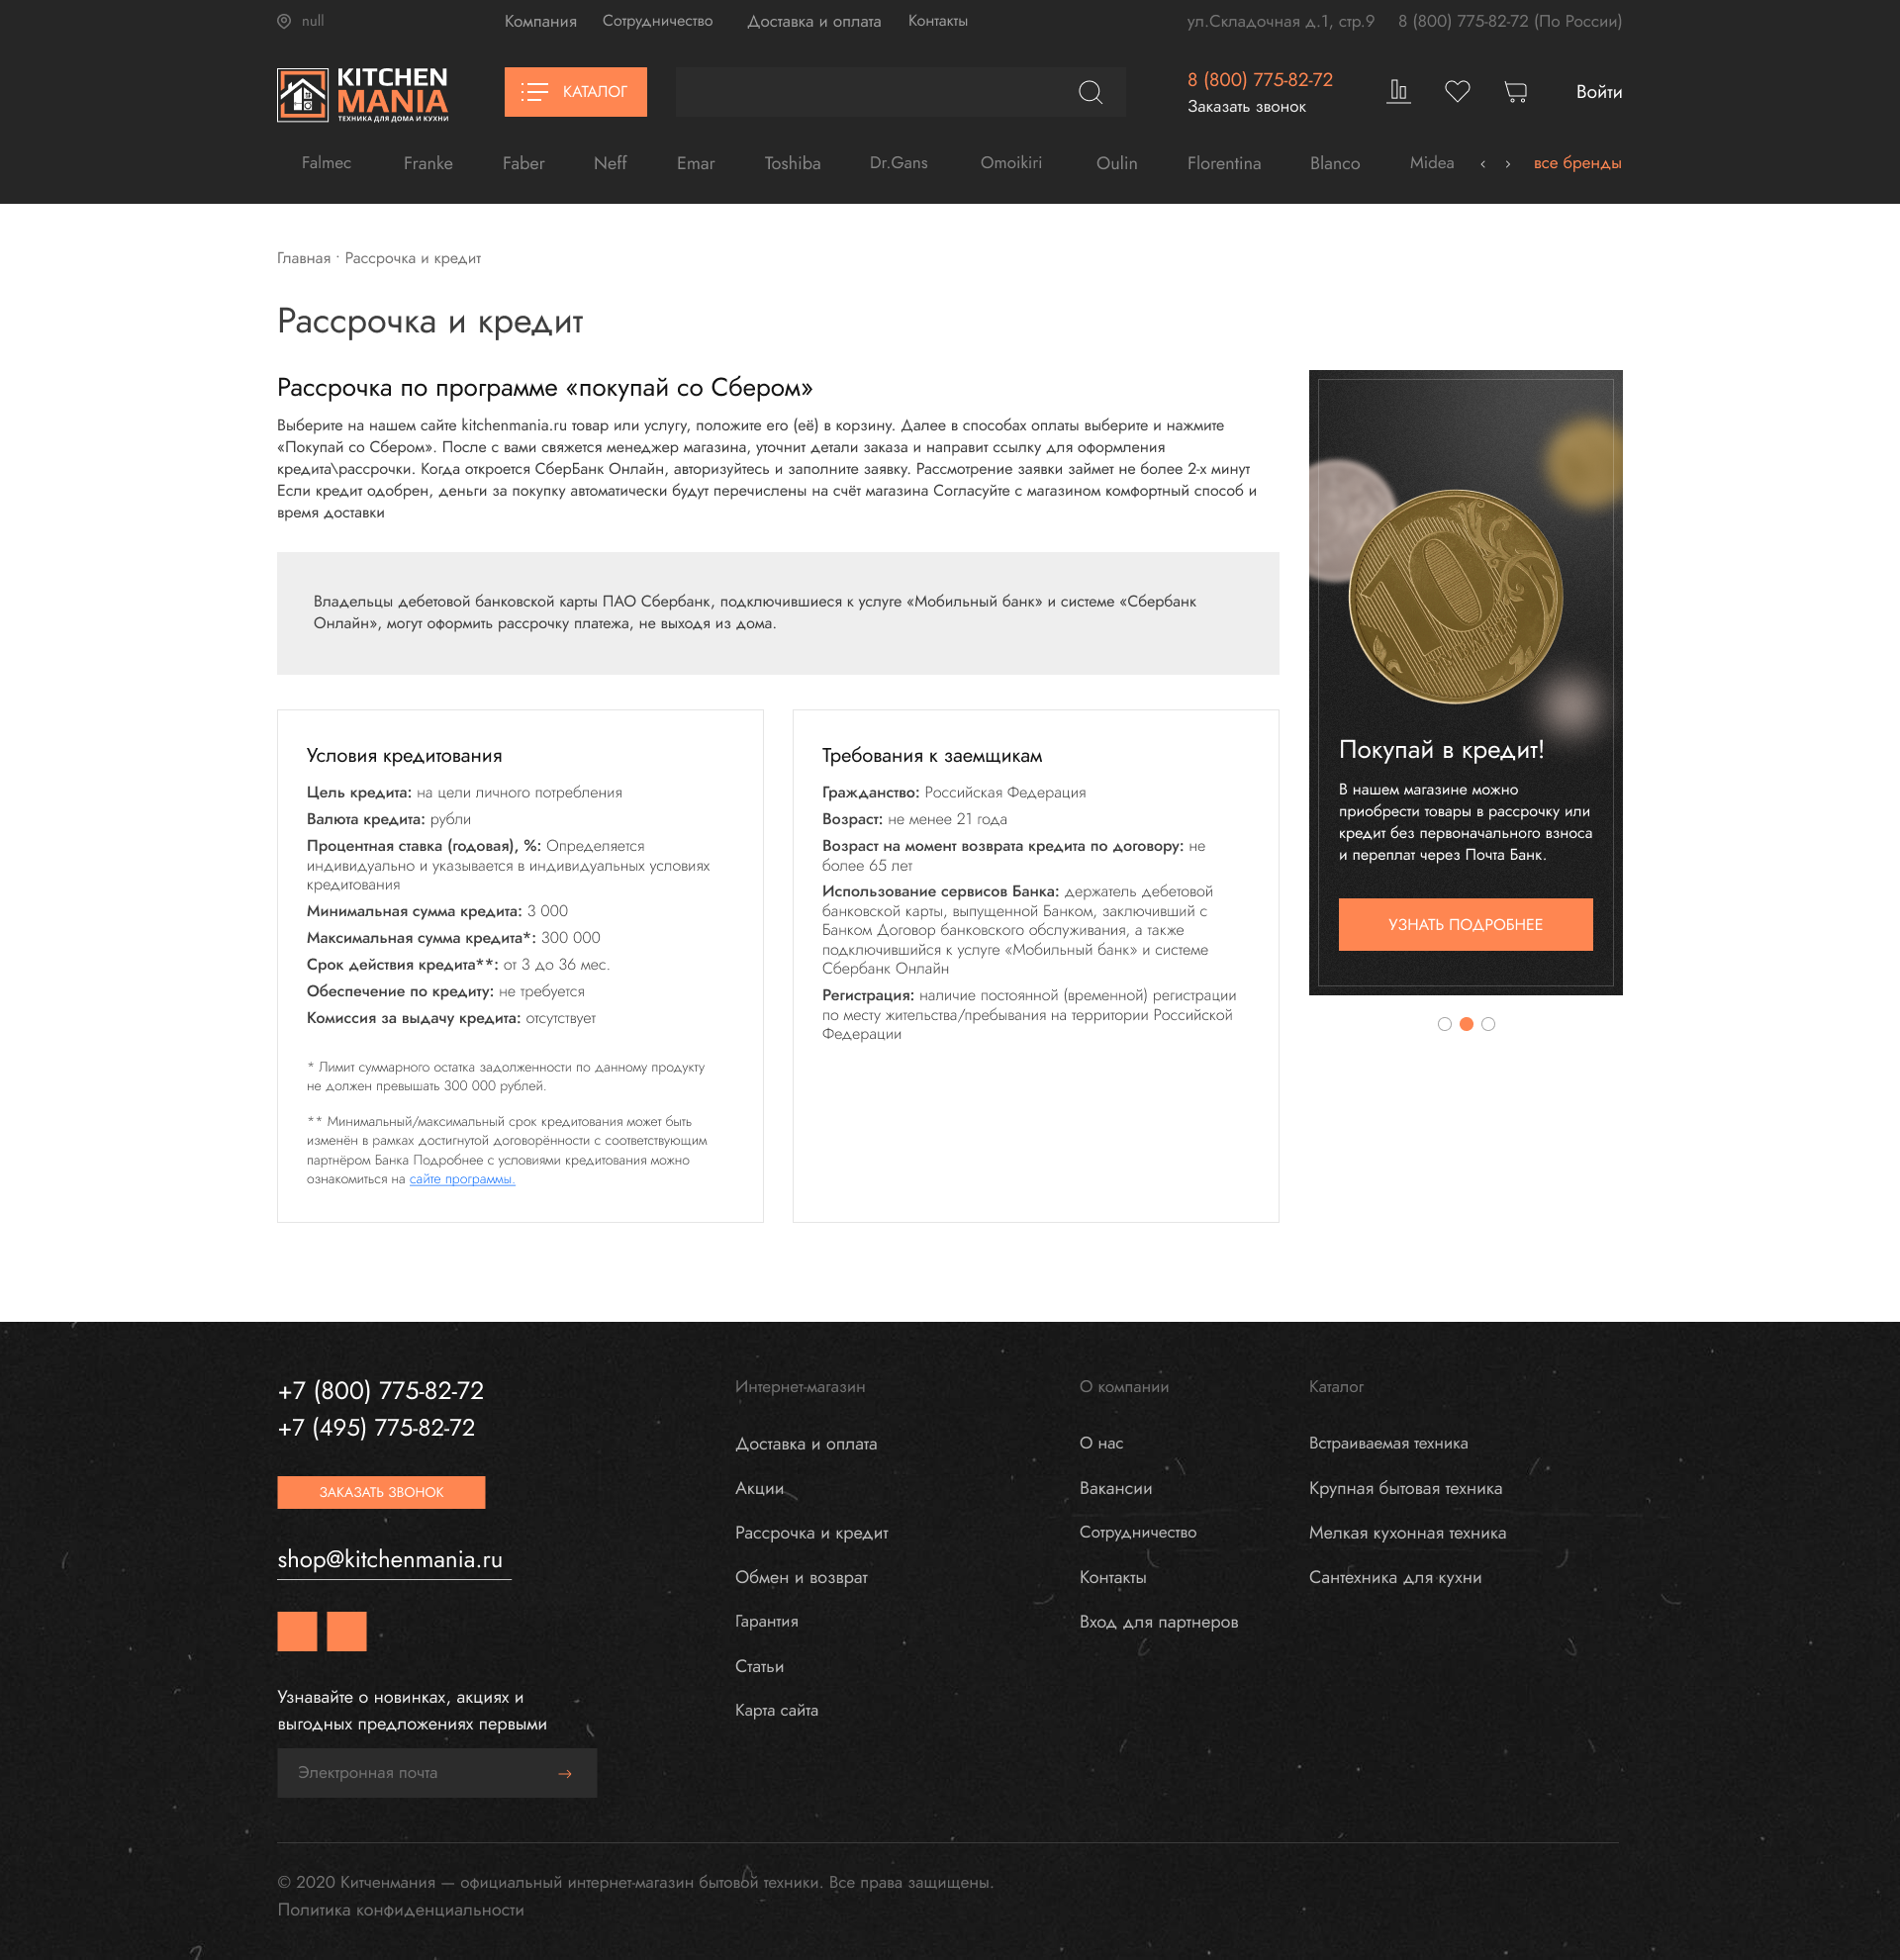 null
Компания
Сотрудничество
Доставка и оплата
Контакты
ул.Складочная д.1, стр.9
8 (800) 775-82-72 (По России)
KITCHEN
MANIA
ТЕХНИКА ДЛЯ ДОМА И КУХНИ
КАТАЛОГ
8 (800) 775-82-72
Заказать звонок
Войти
Falmec
Franke
Faber
Neff
Emar
Toshiba
Dr.Gans
Omoikiri
Oulin
Florentina
Blanco
Midea
все бренды
Главная · Рассрочка и кредит
Рассрочка и кредит
Рассрочка по программе «покупай со Сбером»
Выберите на нашем сайте kitchenmania.ru товар или услугу, положите его (её) в корзину. Далее в способах оплаты выберите и нажмите
«Покупай со Сбером». После с вами свяжется менеджер магазина, уточнит детали заказа и направит ссылку для оформления
кредита\рассрочки. Когда откроется СберБанк Онлайн, авторизуйтесь и заполните заявку. Рассмотрение заявки займет не более 2-х минут
Если кредит одобрен, деньги за покупку автоматически будут перечислены на счёт магазина Согласуйте с магазином комфортный способ и
время доставки
Владельцы дебетовой банковской карты ПАО Сбербанк, подключившиеся к услуге «Мобильный банк» и системе «Сбербанк
Онлайн», могут оформить рассрочку платежа, не выходя из дома.
Условия кредитования
Цель кредита: на цели личного потребления
Валюта кредита: рубли
Процентная ставка (годовая), %: Определяется
индивидуально и указывается в индивидуальных условиях
кредитования
Минимальная сумма кредита: 3 000
Максимальная сумма кредита*: 300 000
Срок действия кредита**: от 3 до 36 мес.
Обеспечение по кредиту: не требуется
Комиссия за выдачу кредита: отсутствует
* Лимит суммарного остатка задолженности по данному продукту
не должен превышать 300 000 рублей.
** Минимальный/максимальный срок кредитования может быть
изменён в рамках достигнутой договорённости с соответствующим
партнёром Банка Подробнее с условиями кредитования можно
ознакомиться на сайте программы.
Требования к заемщикам
Гражданство: Российская Федерация
Возраст: не менее 21 года
Возраст на момент возврата кредита по договору: не
более 65 лет
Использование сервисов Банка: держатель дебетовой
банковской карты, выпущенной Банком, заключивший с
Банком Договор банковского обслуживания, а также
подключившийся к услуге «Мобильный банк» и системе
Сбербанк Онлайн
Регистрация: наличие постоянной (временной) регистрации
по месту жительства/пребывания на территории Российской
Федерации
10
Покупай в кредит!
В нашем магазине можно
приобрести товары в рассрочку или
кредит без первоначального взноса
и переплат через Почта Банк.
УЗНАТЬ ПОДРОБНЕЕ
+7 (800) 775-82-72
+7 (495) 775-82-72
ЗАКАЗАТЬ ЗВОНОК
shop@kitchenmania.ru
Узнавайте о новинках, акциях и
выгодных предложениях первыми
Электронная почта
Интернет-магазин
Доставка и оплата
Акции
Рассрочка и кредит
Обмен и возврат
Гарантия
Статьи
Карта сайта
О компании
О нас
Вакансии
Сотрудничество
Контакты
Вход для партнеров
Каталог
Встраиваемая техника
Крупная бытовая техника
Мелкая кухонная техника
Сантехника для кухни
© 2020 Китченмания — официальный интернет-магазин бытовой техники. Все права защищены.
Политика конфиденциальности